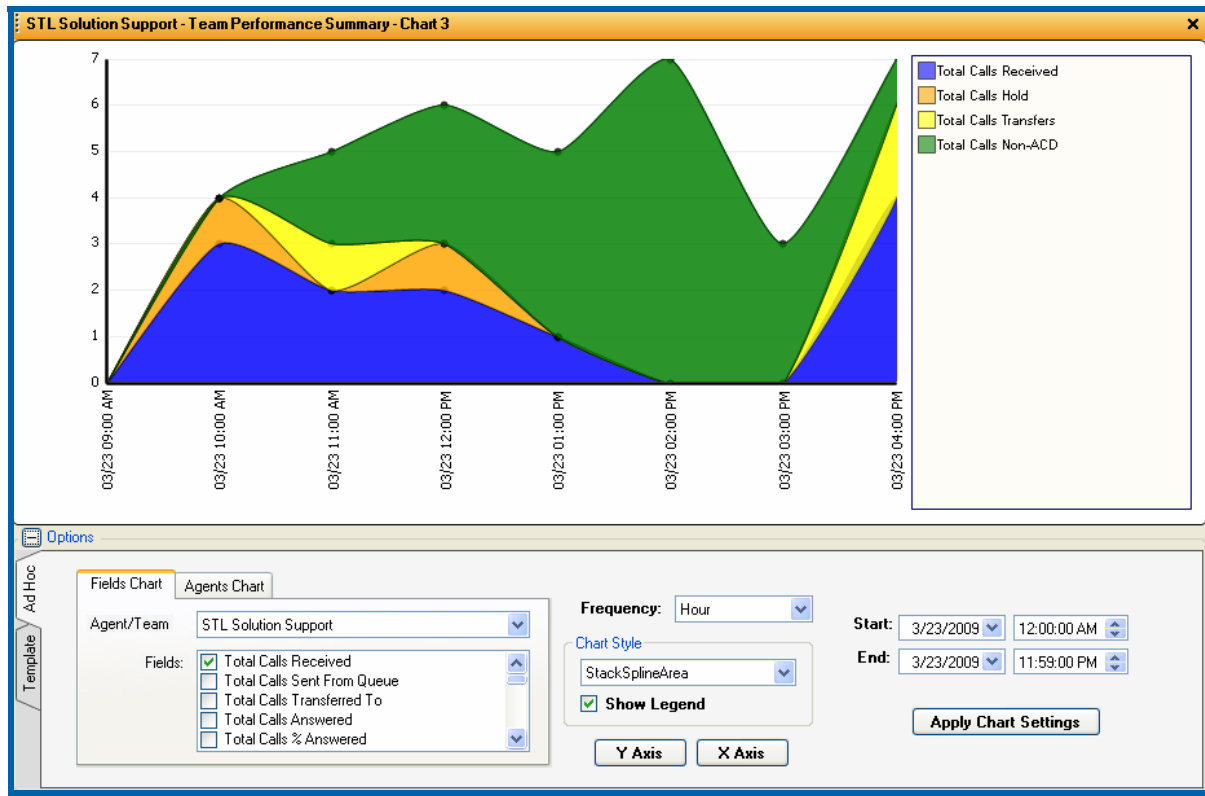 STL Solution Support - Team Performance Summary - Chart 3
7
6
5
4
3
2
1
0
03/23 09:00 AM
03/23 10:00 AM
03/23 11:00 AM
03/23 12:00 PM
03/23 01:00 PM
03/23 02:00 PM
03/23 03:00 PM
03/23 04:00 PM
Total Calls Received
Total Calls Hold
Total Calls Transfers
Total Calls Non-ACD
Options
Ad Hoc
Template
Fields Chart
Agents Chart
Agent/Team
STL Solution Support
Fields:
Total Calls Received
Total Calls Sent From Queue
Total Calls Transferred To
Total Calls Answered
Total Calls % Answered
Frequency:
Hour
Chart Style
StackSplineArea
Show Legend
Y Axis
X Axis
Start:
3/23/2009
12:00:00 AM
End:
3/23/2009
11:59:00 PM
Apply Chart Settings